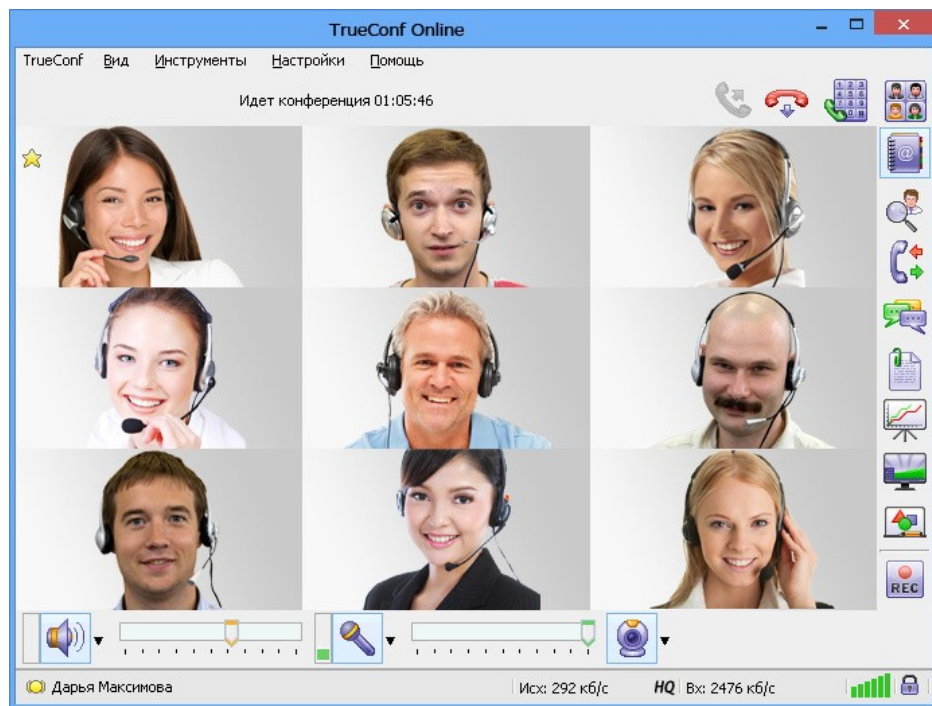 TrueConf Online
TrueConf Вид Инструменты Настройки Помощь
Идет конференция 01:05:46
REC
Дарья Максимова Исх: 292 кб/с HQ Вх: 2476 кб/с